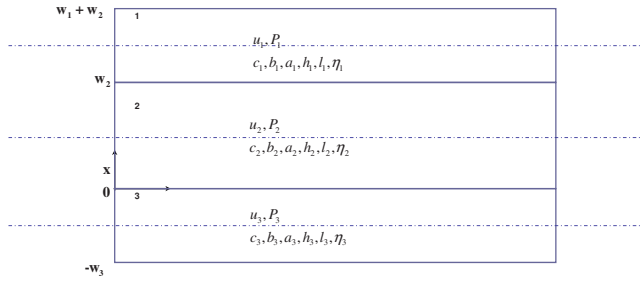 w₁ + w₂
1
u₁, P₁
c₁, b₁, a₁, h₁, l₁, η₁
w₂
2
u₂, P₂
c₂, b₂, a₂, h₂, l₂, η₂
x
0
3
u₃, P₃
c₃, b₃, a₃, h₃, l₃, η₃
-w₃